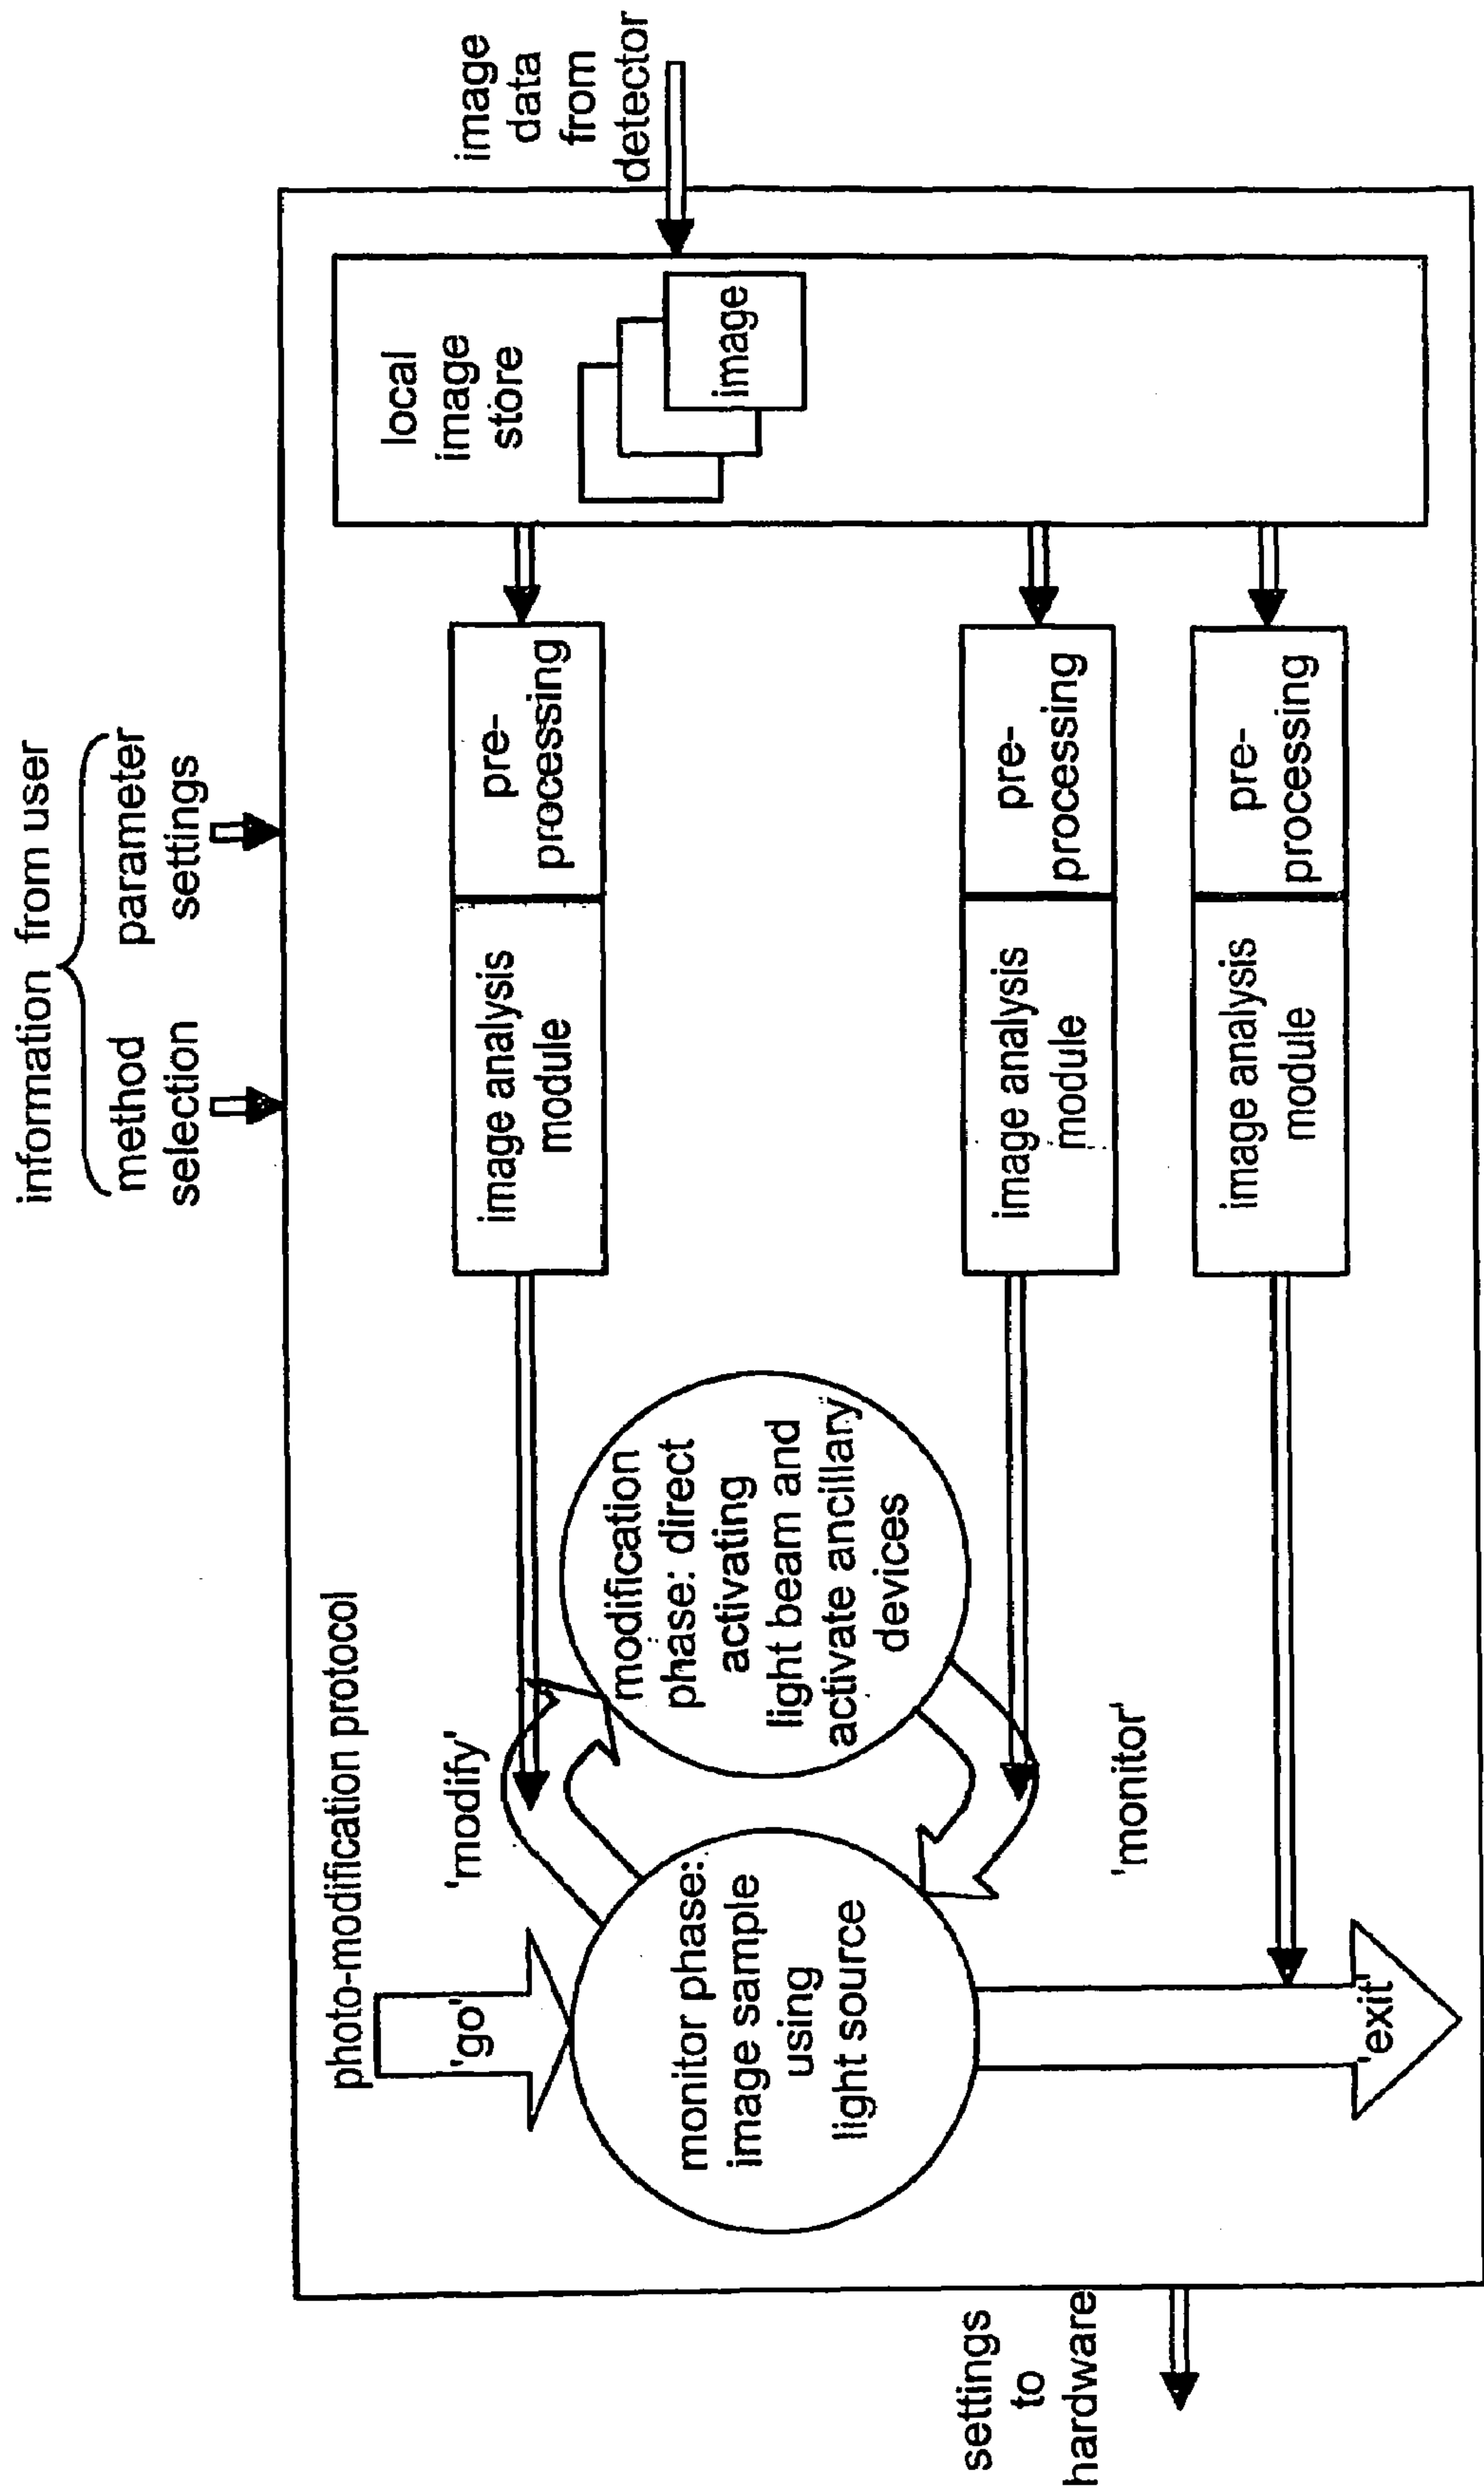 information from user
method
selection
parameter
settings
photo-modification protocol
'go'
'modify'
monitor phase:
image sample
using
light source
modification
phase: direct
activating
light beam and
activate ancillary
devices
'monitor'
'exit'
image analysis
module
pre-
processing
image analysis
module
pre-
processing
image analysis
module
pre-
processing
local
image
store
image
image
data
from
detector
settings
to
hardware